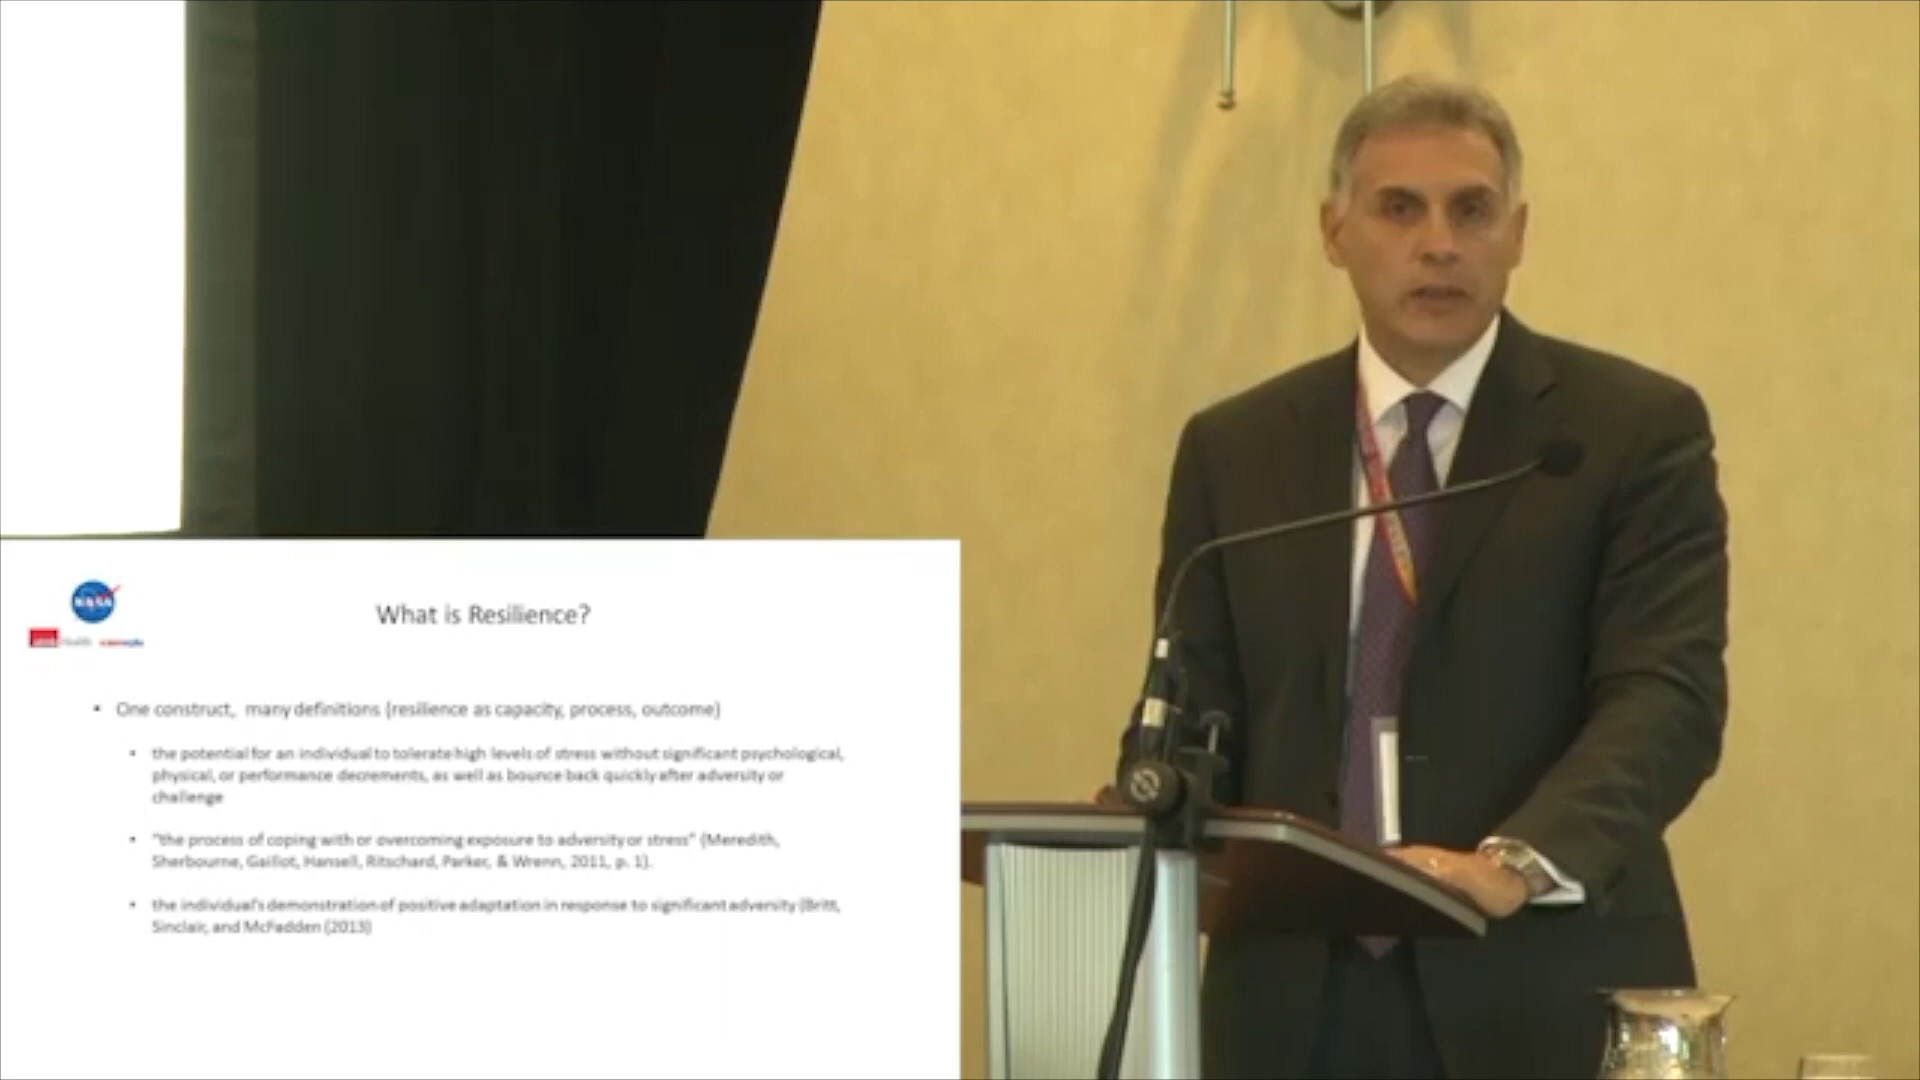 NASA
What is Resilience?
• One construct, many definitions (resilience as capacity, process, outcome)
• the potential for an individual to tolerate high levels of stress without significant psychological,
physical, or performance decrements, as well as bounce back quickly after adversity or
challenge
• "the process of coping with or overcoming exposure to adversity or stress" (Meredith,
Sherbourne, Gaillot, Hansell, Ritschard, Parker, & Wrenn, 2011, p. 1).
• the individual's demonstration of positive adaptation in response to significant adversity (Britt,
Sinclair, and McFadden (2013)